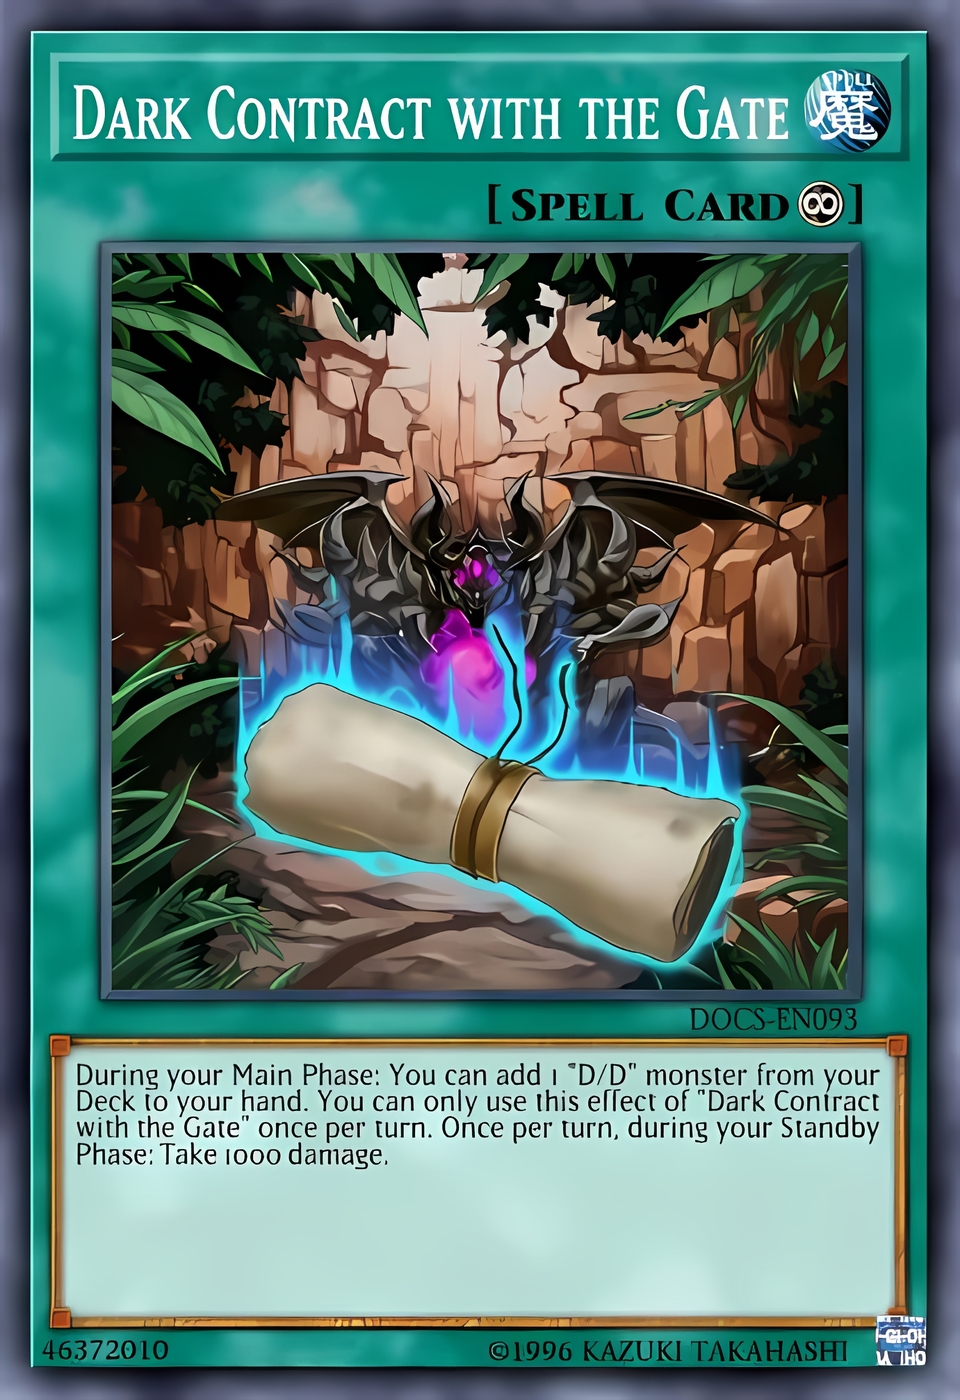 DARK CONTRACT WITH THE GATE 魔
[SPELL CARD∞]
DOCS-EN093
During your Main Phase: You can add 1 "D/D" monster from your
Deck to your hand. You can only use this effect of "Dark Contract
with the Gate" once per turn. Once per turn, during your Standby
Phase: Take 1000 damage.
46372010 ©1996 KAZUKI TAKAHASHI